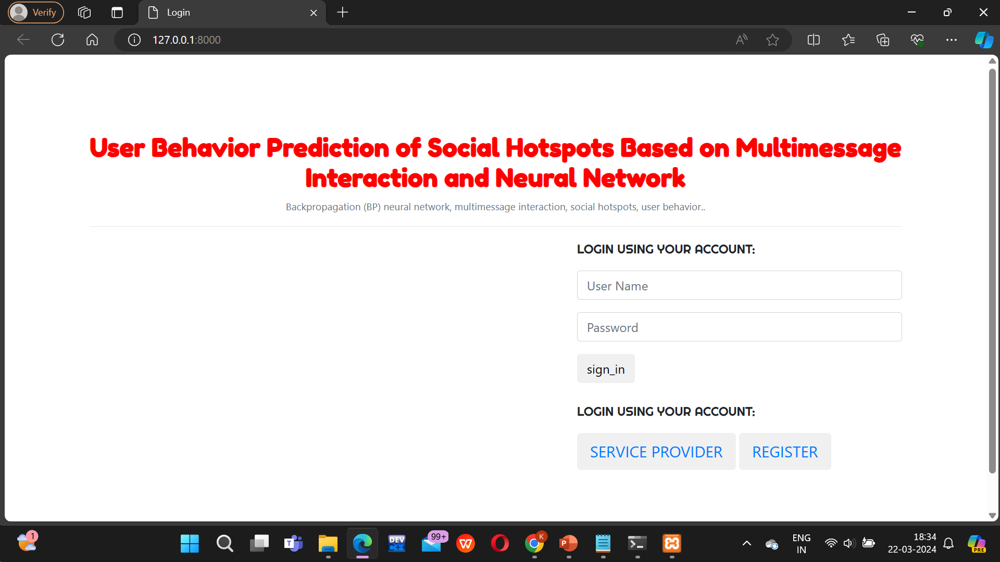 Verify
Login
127.0.0.1:8000
User Behavior Prediction of Social Hotspots Based on Multimessage
Interaction and Neural Network
Backpropagation (BP) neural network, multimessage interaction, social hotspots, user behavior..
LOGIN USING YOUR ACCOUNT:
User Name
Password
sign_in
LOGIN USING YOUR ACCOUNT:
SERVICE PROVIDER REGISTER
1
T
DEV
C++
99+
W
K
P
ENG
IN
18:34
22-03-2024
PRE